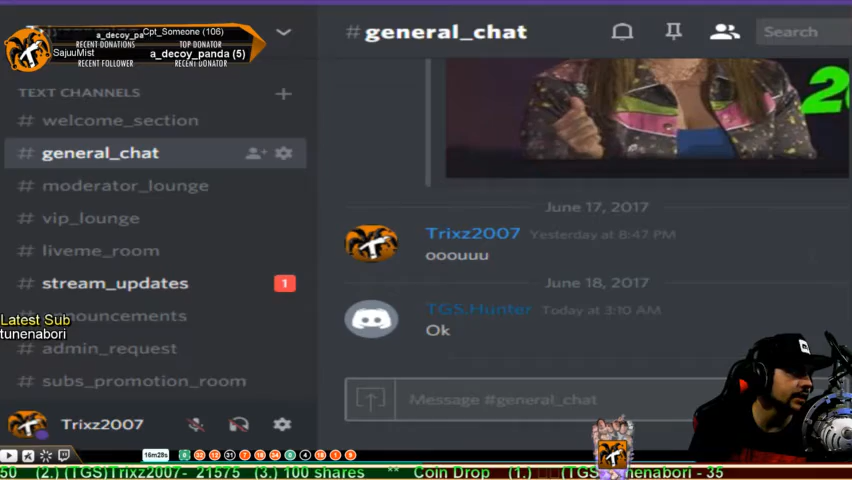 a_decoy_pa Cpt_Someone (106)
RECENT DONATIONS TOP DONATOR
SajuuMist a_decoy_panda (5)
RECENT FOLLOWER RECENT DONATOR
# general_chat
Search
TEXT CHANNELS
# welcome_section
# general_chat
# moderator_lounge
# vip_lounge
# liveme_room
# stream_updates 1
announcements
# admin_request
# subs_promotion_room
Latest Sub
tunenabori
June 17, 2017
Trixz2007 Yesterday at 8:47 PM
ooouuu
June 18, 2017
TGS.Hunter Today at 3:10 AM
Ok
Message #general_chat
Trixz2007
16m28s
50 (2.) (TGS)Trixz2007- 21575 (3.) 100 shares ** Coin Drop (1.) (TGS nenabori - 35